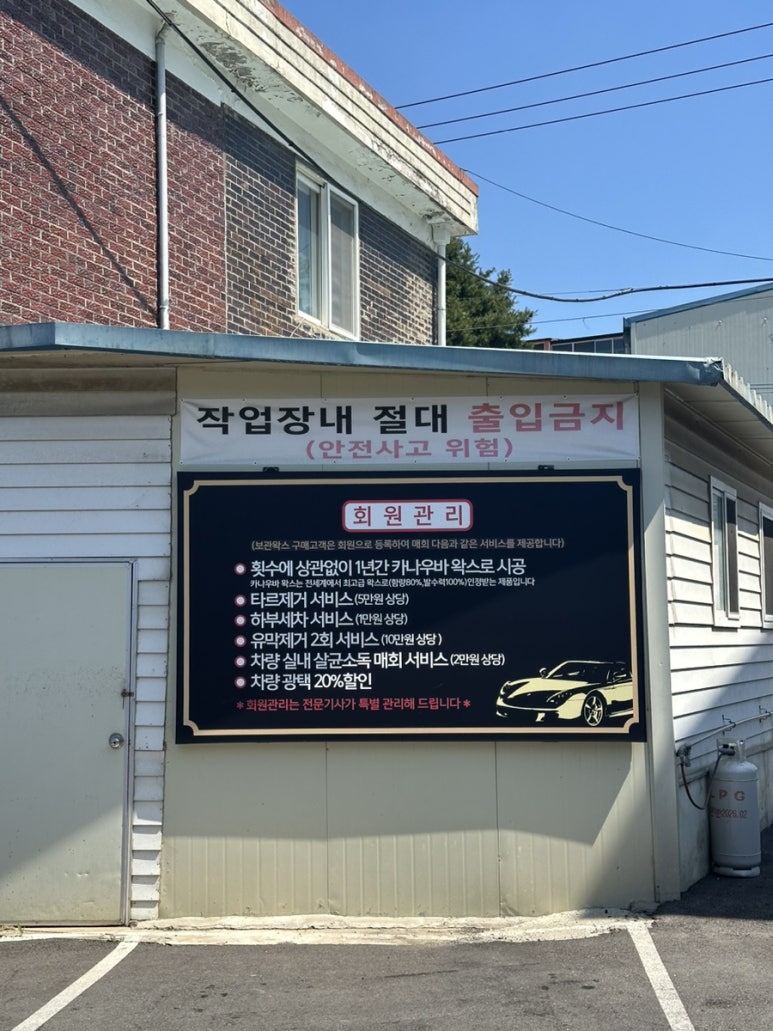 작업장내 절대 출입금지
(안전사고 위험)
회원관리
(보관왁스 구매고객은 회원으로 등록하여 매회 다음과 같은 서비스를 제공합니다)
횟수에 상관없이 1년간 카나우바 왁스로 시공
카나우바 왁스는 전세계에서 최고급 왁스로(함량80%,발수력100%)인정받는 제품입니다
타르제거 서비스 (5만원 상당)
하부세차 서비스 (1만원 상당)
유막제거 2회 서비스 (10만원 상당)
차량 실내 살균소독 매회 서비스 (2만원 상당)
차량 광택 20%할인
* 회원관리는 전문기사가 특별 관리해 드립니다 *
LPG